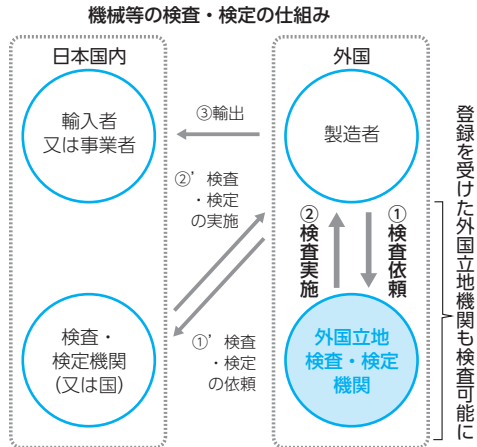 機械等の検査・検定の仕組み
日本国内
外国
輸入者
又は事業者
③輸出
製造者
②’検査
・検定
の実施
②検査実施
①検査依頼
検査・
検定機関
(又は国)
①’検査
・検定
の依頼
外国立地
検査・検定
機関
登録を受けた外国立地機関も検査可能に